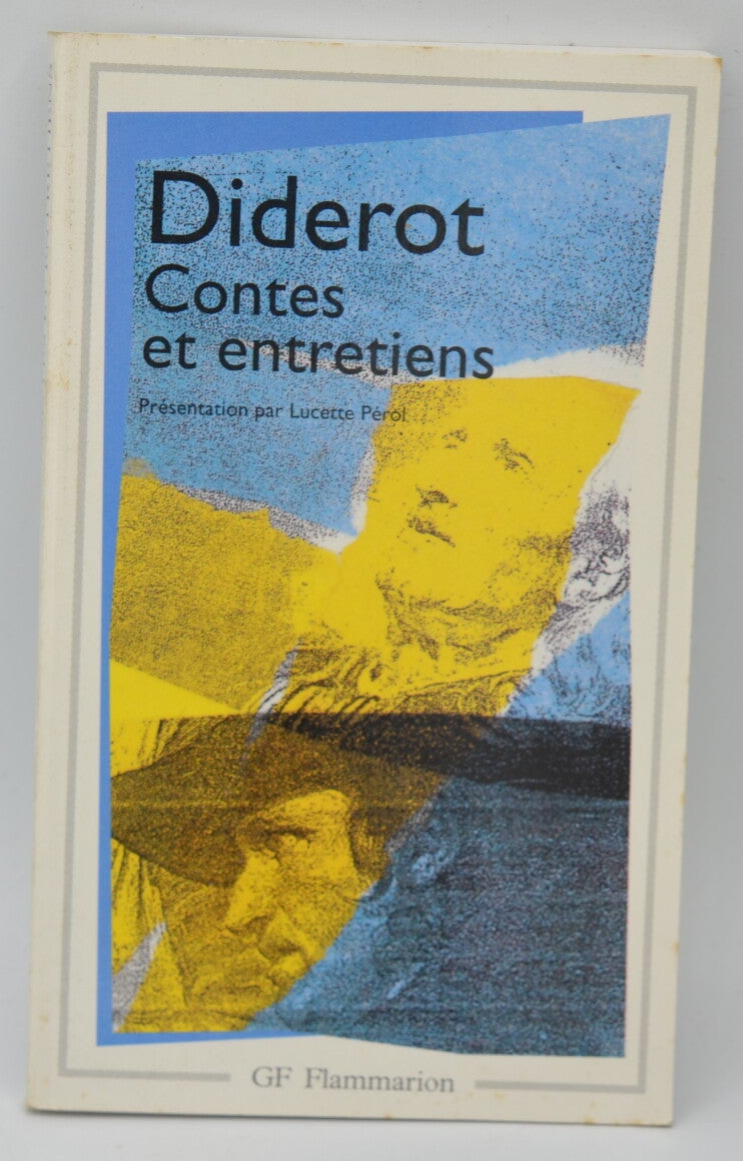 Diderot
Contes
et entretiens
Présentation par Lucette Pérol
GF Flammarion